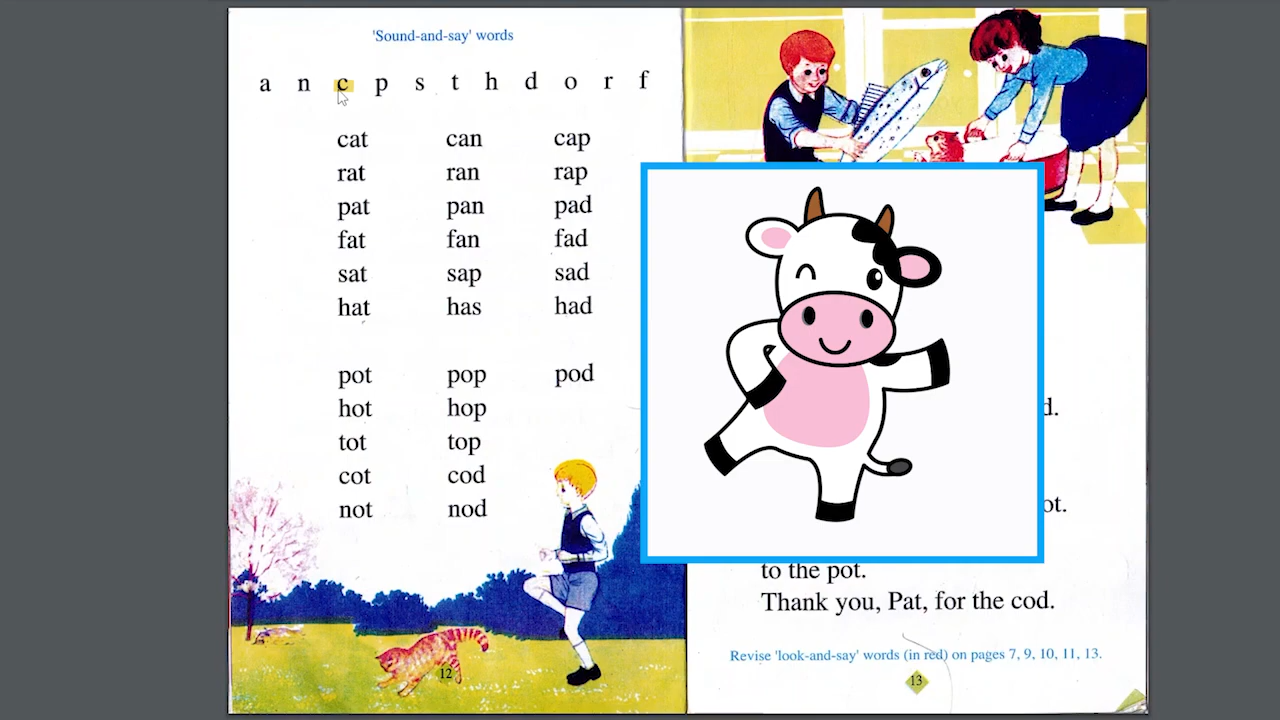 'Sound-and-say' words
a n c p s t h d o r f
cat can cap
rat ran rap
pat pan pad
fat fan fad
sat sap sad
hat has had
pot pop pod
hot hop
tot top
cot cod
not nod
12
d.
ot.
to the pot.
Thank you, Pat, for the cod.
Revise 'look-and-say' words (in red) on pages 7, 9, 10, 11, 13.
13